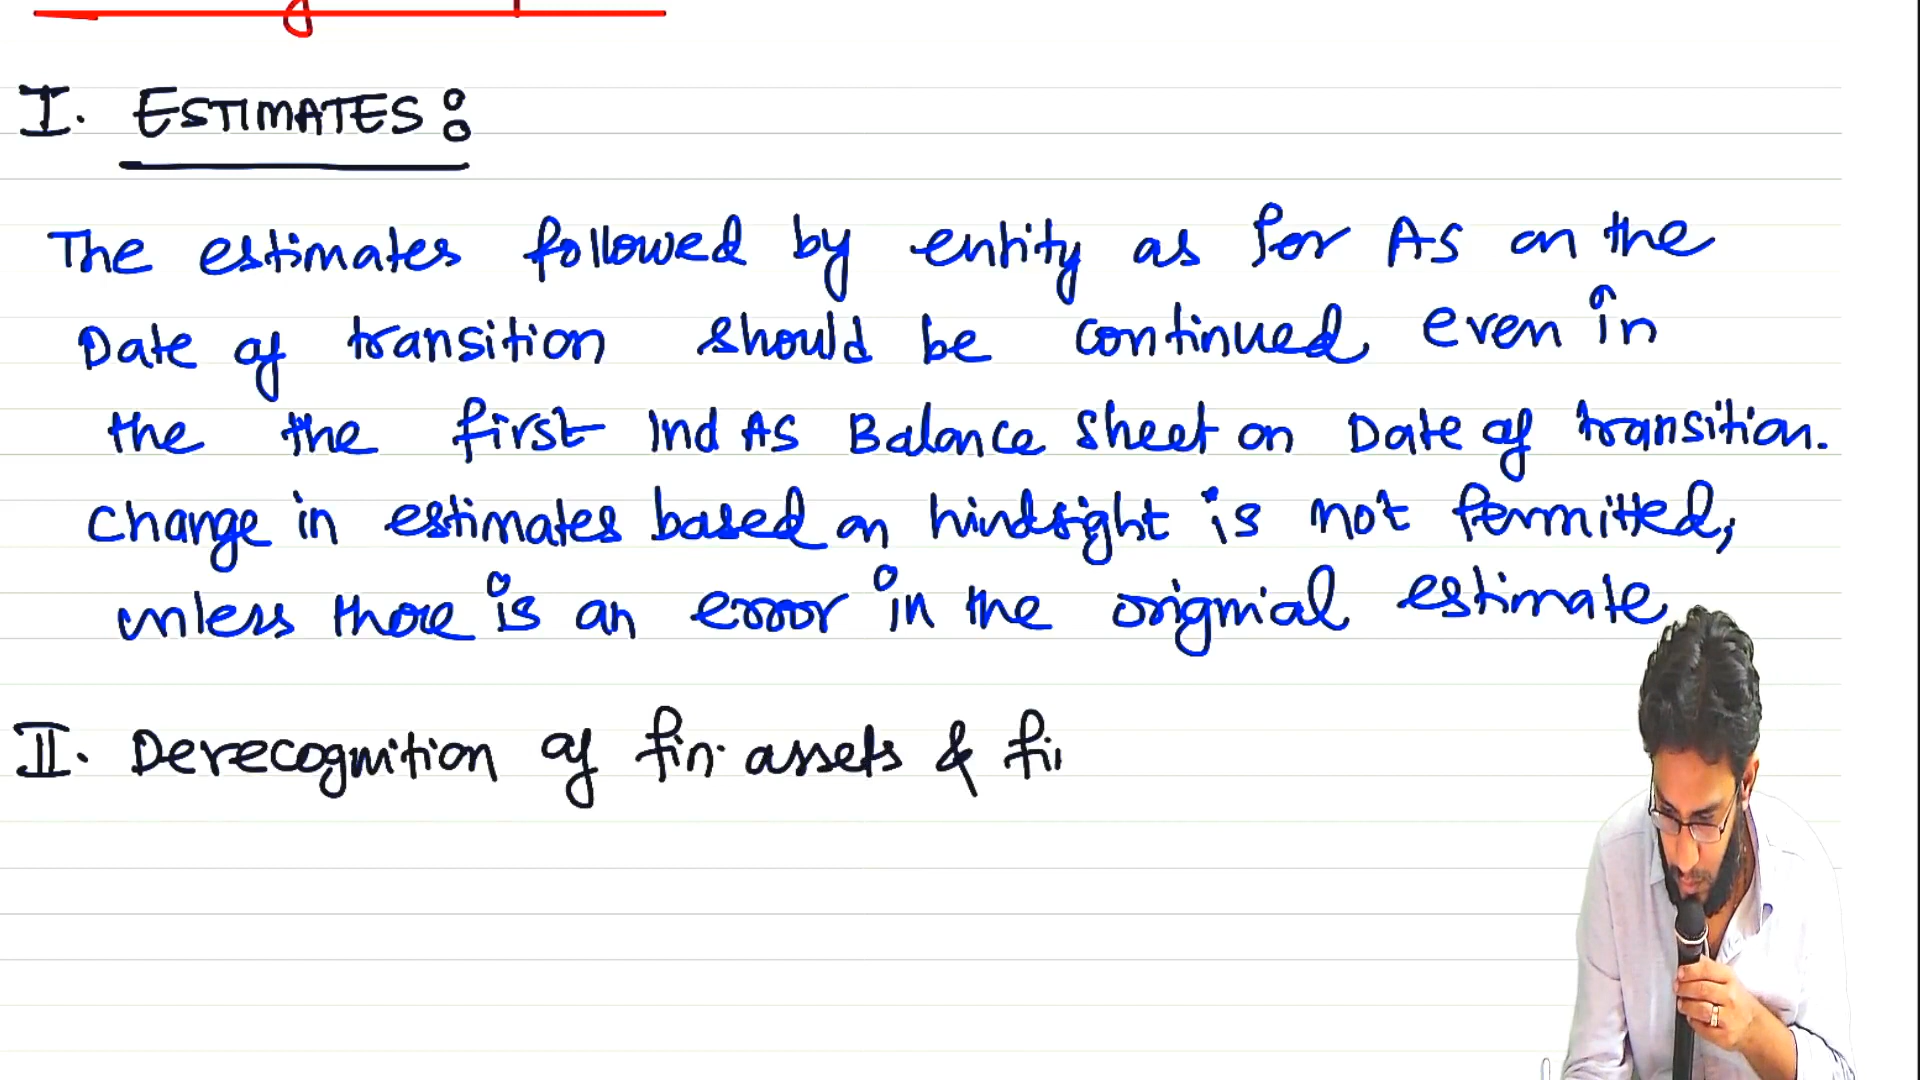 I. ESTIMATES:
The estimates followed by entity as per AS on the
Date of transition should be continued even in
the the first Ind AS Balance sheet on Date of transition.
Change in estimates based on hindsight is not permitted,
unless there is an error in the orignial estimate
II. Derecognition of fin. assets & fi